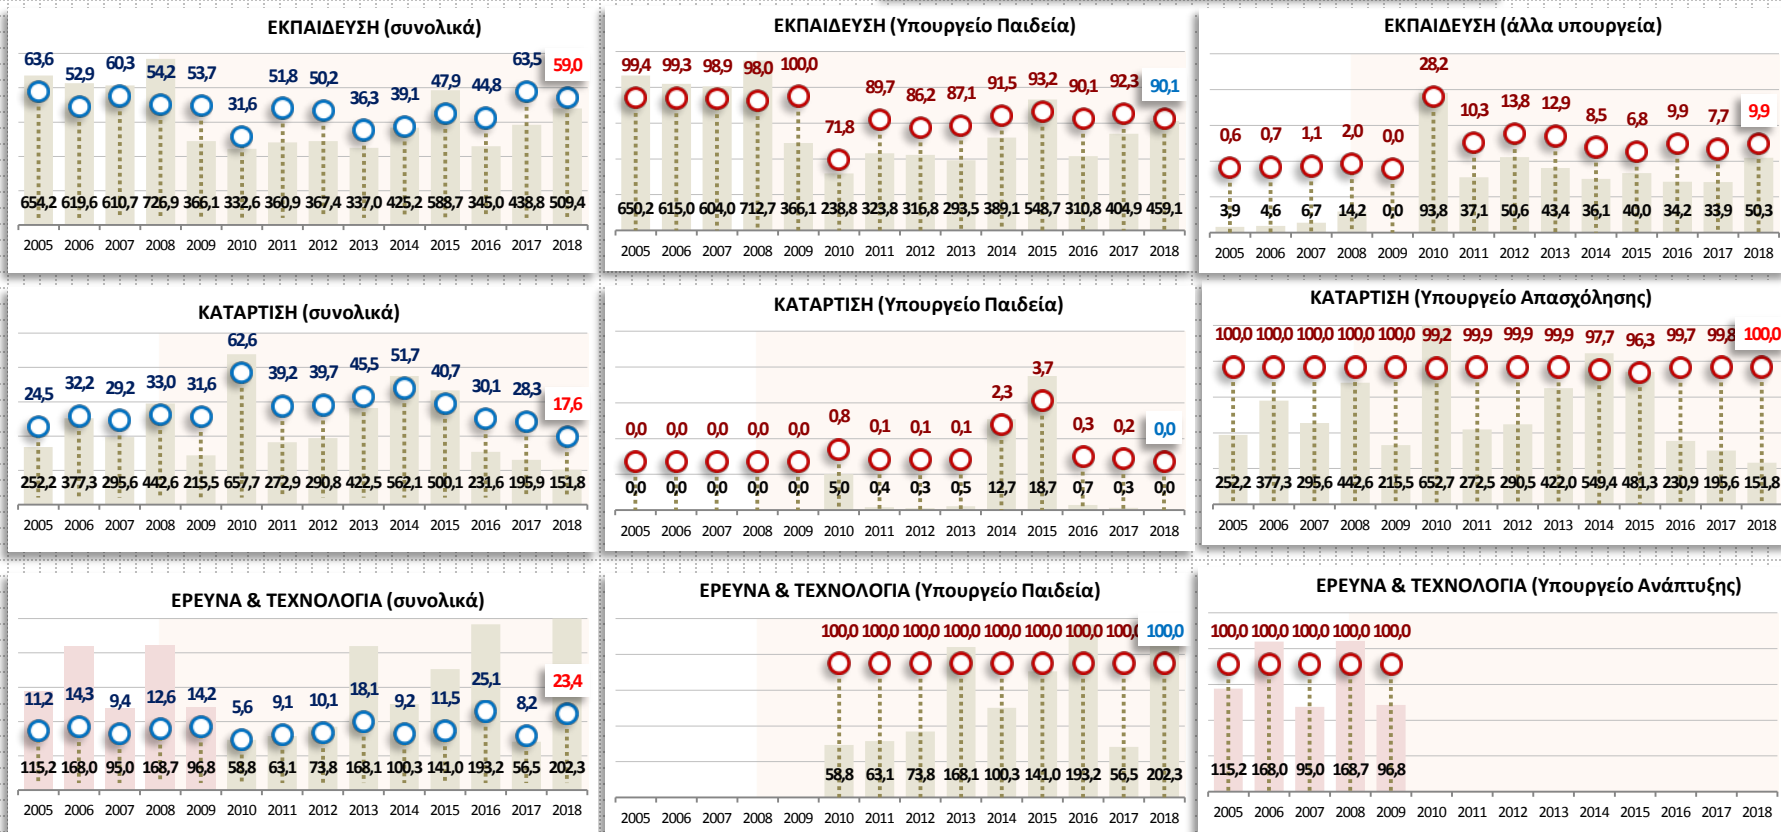 ΕΚΠΑΙΔΕΥΣΗ (συνολικά)
63,6 52,9 60,3 54,2 53,7 31,6 51,8 50,2 36,3 39,1 47,9 44,8 63,5 59,0
654,2 619,6 610,7 726,9 366,1 332,6 360,9 367,4 337,0 425,2 588,7 345,0 438,8 509,4
2005 2006 2007 2008 2009 2010 2011 2012 2013 2014 2015 2016 2017 2018
ΕΚΠΑΙΔΕΥΣΗ (Υπουργείο Παιδεία)
99,4 99,3 98,9 98,0 100,0 71,8 89,7 86,2 87,1 91,5 93,2 90,1 92,3 90,1
650,2 615,0 604,0 712,7 366,1 238,8 323,8 316,8 293,5 389,1 548,7 310,8 404,9 459,1
2005 2006 2007 2008 2009 2010 2011 2012 2013 2014 2015 2016 2017 2018
ΕΚΠΑΙΔΕΥΣΗ (άλλα υπουργεία)
0,6 0,7 1,1 2,0 0,0 28,2 10,3 13,8 12,9 8,5 6,8 9,9 7,7 9,9
3,9 4,6 6,7 14,2 0,0 93,8 37,1 50,6 43,4 36,1 40,0 34,2 33,9 50,3
2005 2006 2007 2008 2009 2010 2011 2012 2013 2014 2015 2016 2017 2018
ΚΑΤΑΡΤΙΣΗ (συνολικά)
24,5 32,2 29,2 33,0 31,6 62,6 39,2 39,7 45,5 51,7 40,7 30,1 28,3 17,6
252,2 377,3 295,6 442,6 215,5 657,7 272,9 290,8 422,5 562,1 500,1 231,6 195,9 151,8
2005 2006 2007 2008 2009 2010 2011 2012 2013 2014 2015 2016 2017 2018
ΚΑΤΑΡΤΙΣΗ (Υπουργείο Παιδεία)
0,0 0,0 0,0 0,0 0,0 0,8 0,1 0,1 0,1 2,3 3,7 0,3 0,2 0,0
0,0 0,0 0,0 0,0 0,0 5,0 0,4 0,3 0,5 12,7 18,7 0,7 0,3 0,0
2005 2006 2007 2008 2009 2010 2011 2012 2013 2014 2015 2016 2017 2018
ΚΑΤΑΡΤΙΣΗ (Υπουργείο Απασχόλησης)
100,0 100,0 100,0 100,0 100,0 99,2 99,9 99,9 99,9 97,7 96,3 99,7 99,8 100,0
252,2 377,3 295,6 442,6 215,5 652,7 272,5 290,5 422,0 549,4 481,3 230,9 195,6 151,8
2005 2006 2007 2008 2009 2010 2011 2012 2013 2014 2015 2016 2017 2018
ΕΡΕΥΝΑ & ΤΕΧΝΟΛΟΓΙΑ (συνολικά)
11,2 14,3 9,4 12,6 14,2 5,6 9,1 10,1 18,1 9,2 11,5 25,1 8,2 23,4
115,2 168,0 95,0 168,7 96,8 58,8 63,1 73,8 168,1 100,3 141,0 193,2 56,5 202,3
2005 2006 2007 2008 2009 2010 2011 2012 2013 2014 2015 2016 2017 2018
ΕΡΕΥΝΑ & ΤΕΧΝΟΛΟΓΙΑ (Υπουργείο Παιδεία)
100,0 100,0 100,0 100,0 100,0 100,0 100,0 100,0 100,0
58,8 63,1 73,8 168,1 100,3 141,0 193,2 56,5 202,3
2005 2006 2007 2008 2009 2010 2011 2012 2013 2014 2015 2016 2017 2018
ΕΡΕΥΝΑ & ΤΕΧΝΟΛΟΓΙΑ (Υπουργείο Ανάπτυξης)
100,0 100,0 100,0 100,0 100,0
115,2 168,0 95,0 168,7 96,8
2005 2006 2007 2008 2009 2010 2011 2012 2013 2014 2015 2016 2017 2018